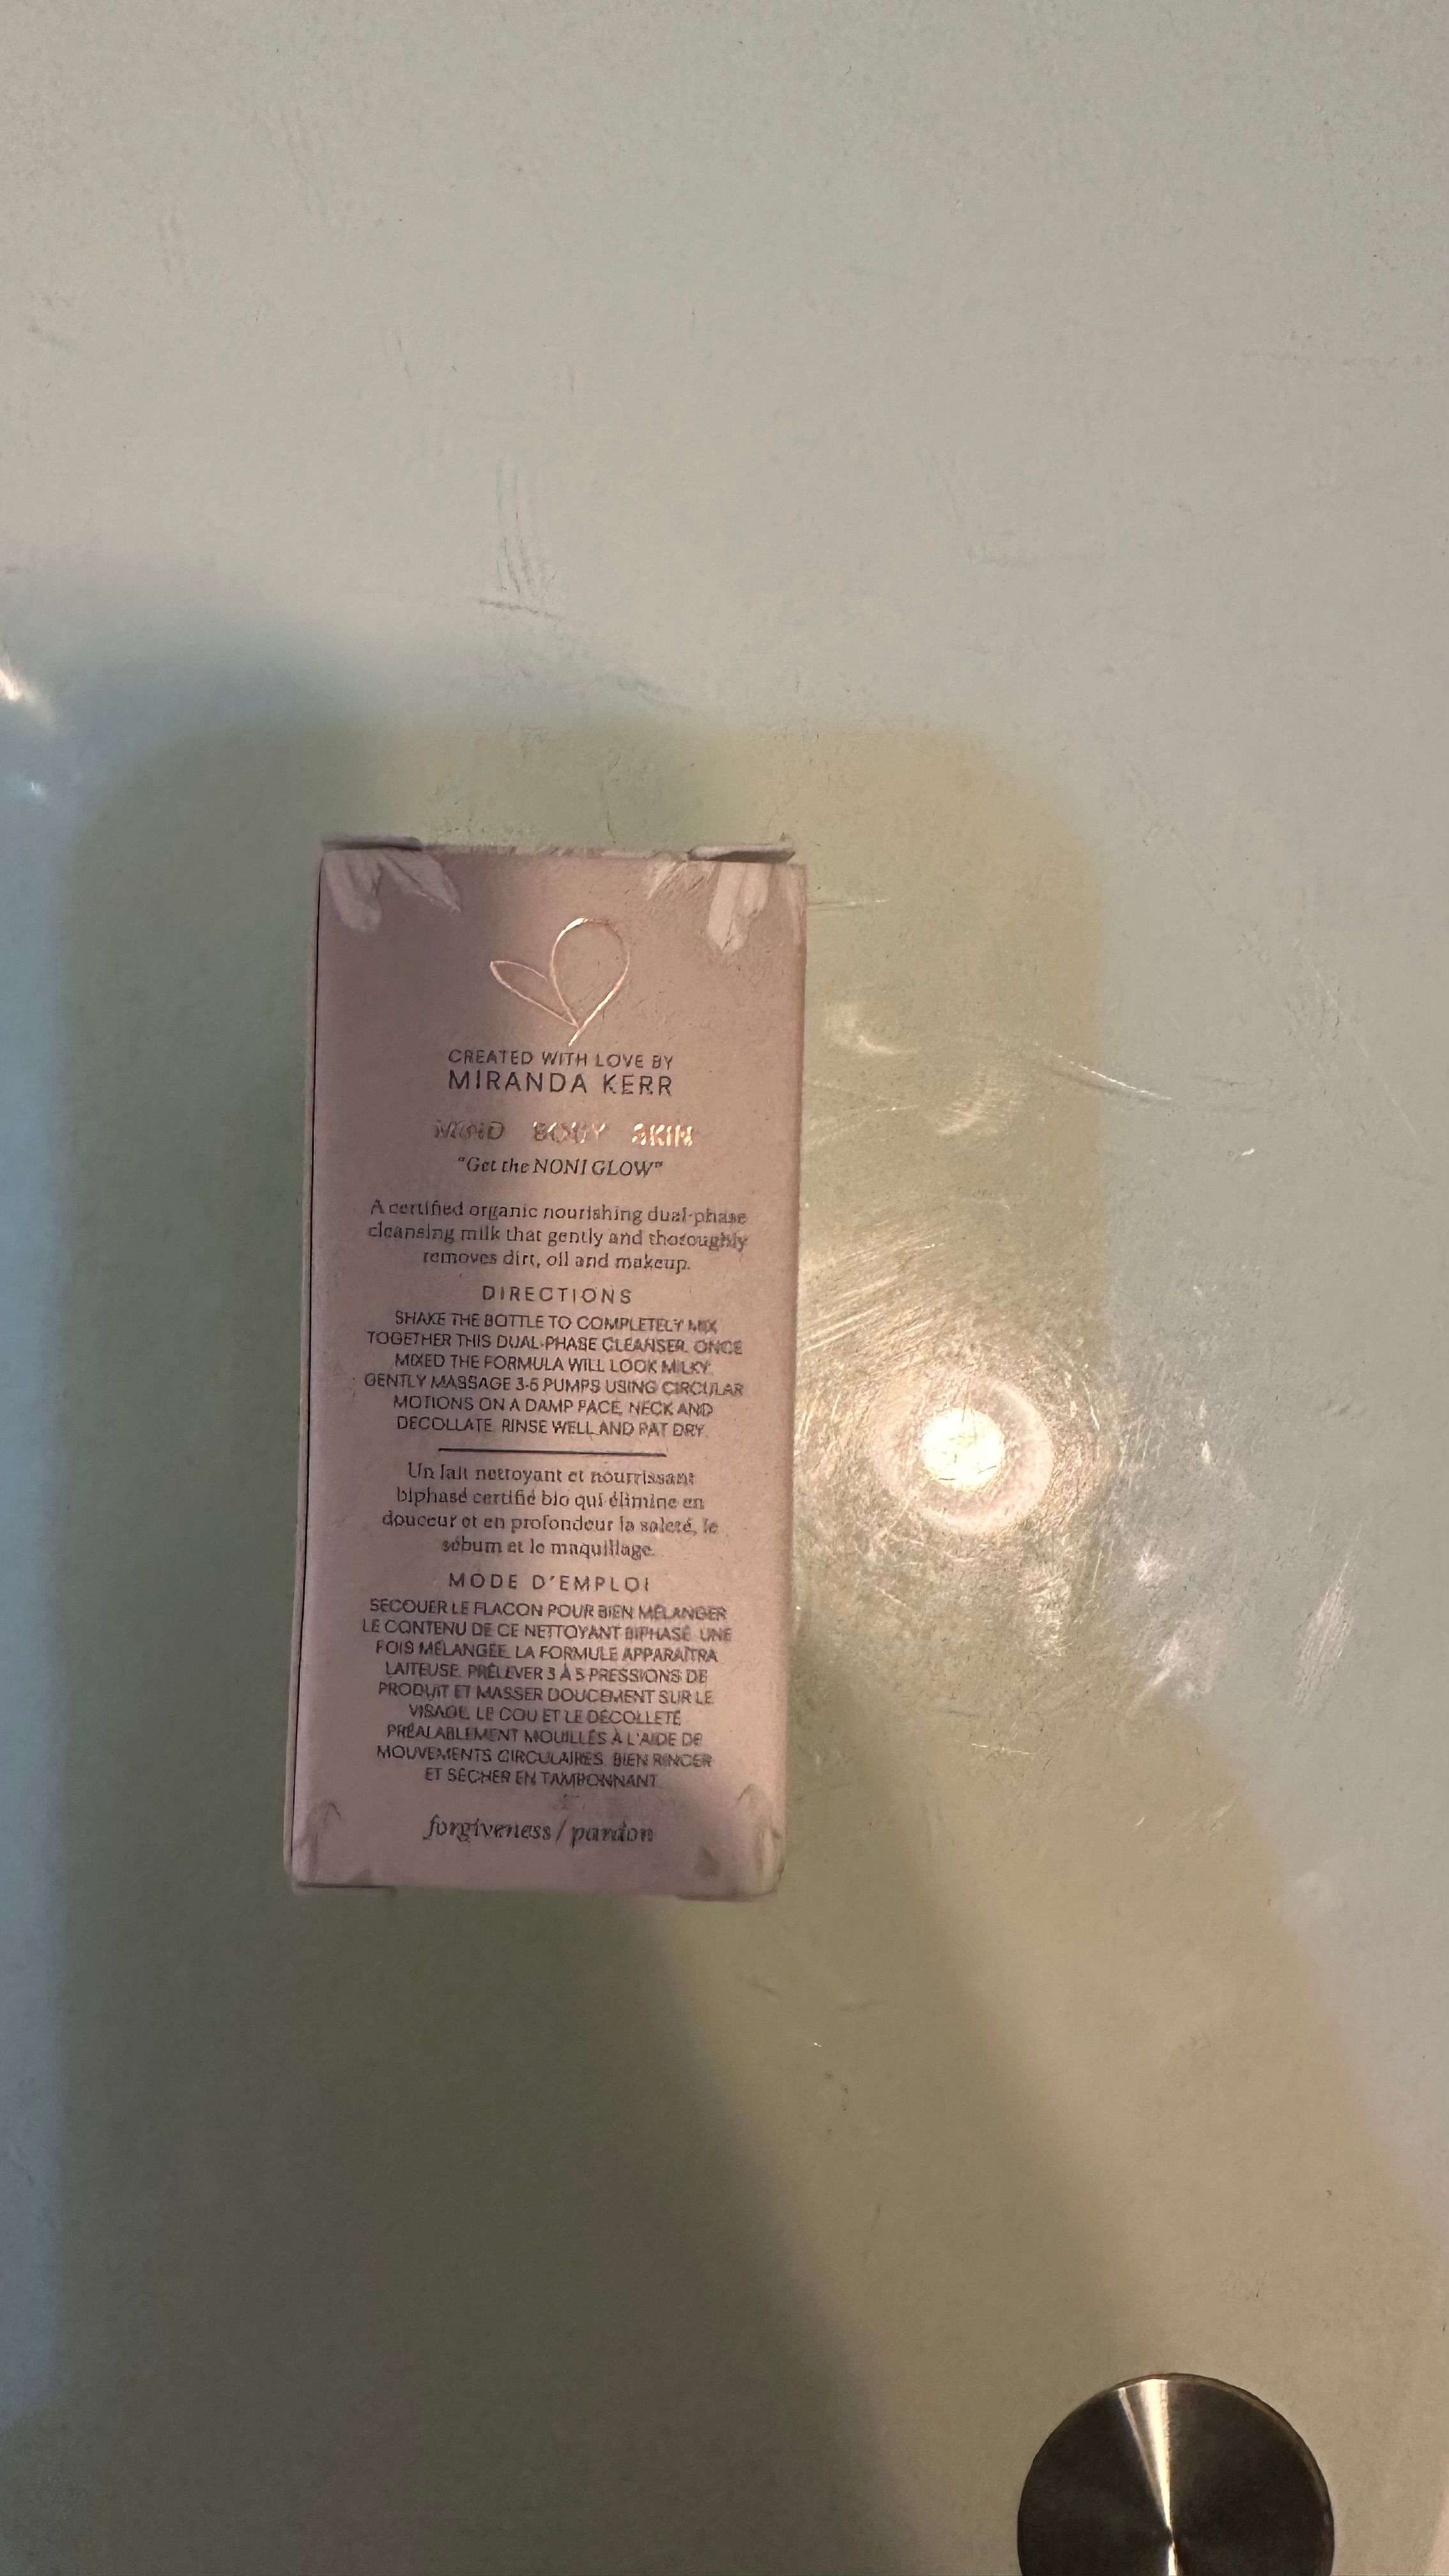 CREATED WITH LOVE BY
MIRANDA KERR
MIND BODY SKIN
"Get the NONI GLOW"
A certified organic nourishing dual-phase
cleansing milk that gently and thoroughly
removes dirt, oil and makeup.
DIRECTIONS
SHAKE THE BOTTLE TO COMPLETELY MIX
TOGETHER THIS DUAL-PHASE CLEANSER. ONCE
MIXED THE FORMULA WILL LOOK MILKY.
GENTLY MASSAGE 3-5 PUMPS USING CIRCULAR
MOTIONS ON A DAMP FACE, NECK AND
DECOLLATE. RINSE WELL AND PAT DRY.
Un lait nettoyant et nourrissant
biphasé certifié bio qui élimine en
douceur et en profondeur la saleté, le
sébum et le maquillage.
MODE D'EMPLOI
SECOUER LE FLACON POUR BIEN MÉLANGER
LE CONTENU DE CE NETTOYANT BIPHASÉ. UNE
FOIS MÉLANGÉE, LA FORMULE APPARAÎTRA
LAITEUSE. PRÉLEVER 3 À 5 PRESSIONS DE
PRODUIT ET MASSER DOUCEMENT SUR LE
VISAGE, LE COU ET LE DÉCOLLETÉ
PRÉALABLEMENT MOUILLÉS À L'AIDE DE
MOUVEMENTS CIRCULAIRES. BIEN RINCER
ET SÉCHER EN TAMPONNANT.
forgiveness / pardon